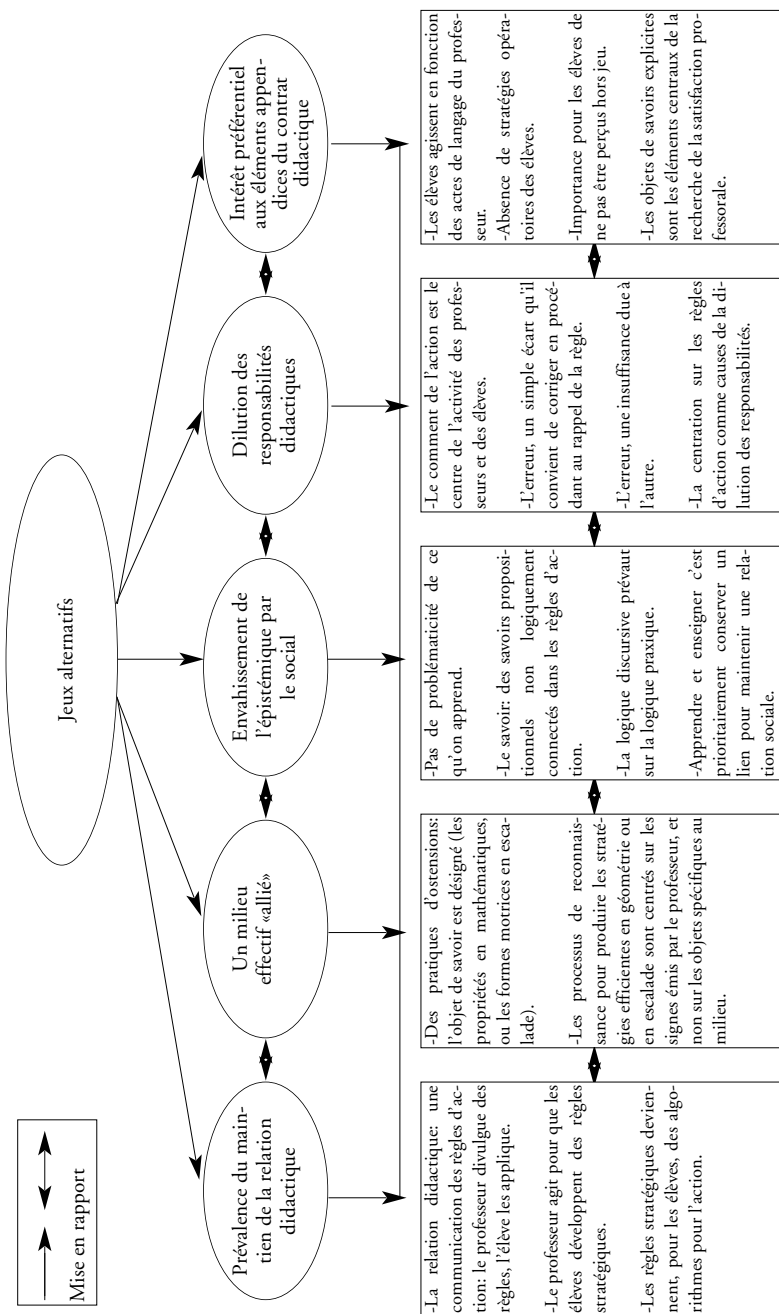 Mise en rapport
Jeux alternatifs
Prévalence du main-
tien de la relation
didactique
Un milieu
effectif «allié»
Envahissement de
l'épistémique par
le social
Dilution des
responsabilités
didactiques
Intérêt préférentiel
aux éléments appen-
dices du contrat
didactique
-La relation didactique: une
communication des règles d'ac-
tion: le professeur divulgue des
règles, l'élève les applique.
-Le professeur agit pour que les
élèves développent des règles
stratégiques.
-Les règles stratégiques devien-
nent, pour les élèves, des algo-
rithmes pour l'action.
-Des pratiques d'ostensions:
l'objet de savoir est désigné (les
propriétés en mathématiques,
ou les formes motrices en esca-
lade).
-Les processus de reconnais-
sance pour produire les straté-
gies efficientes en géométrie ou
en escalade sont centrés sur les
signes émis par le professeur, et
non sur les objets spécifiques au
milieu.
-Pas de problématicité de ce
qu'on apprend.
-Le savoir: des savoirs proposi-
tionnels non logiquement
connectés dans les règles d'ac-
tion.
-La logique discursive prévaut
sur la logique praxique.
-Apprendre et enseigner c'est
prioritairement conserver un
lien pour maintenir une rela-
tion sociale.
-Le comment de l'action est le
centre de l'activité des profes-
seurs et des élèves.
-L'erreur, un simple écart qu'il
convient de corriger en procé-
dant au rappel de la règle.
-L'erreur, une insuffisance due à
l'autre.
-La centration sur les règles
d'action comme causes de la di-
lution des responsabilités.
-Les élèves agissent en fonction
des actes de langage du profes-
seur.
-Absence de stratégies opéra-
toires des élèves.
-Importance pour les élèves de
ne pas être perçus hors jeu.
-Les objets de savoirs explicites
sont les éléments centraux de la
recherche de la satisfaction pro-
fessorale.